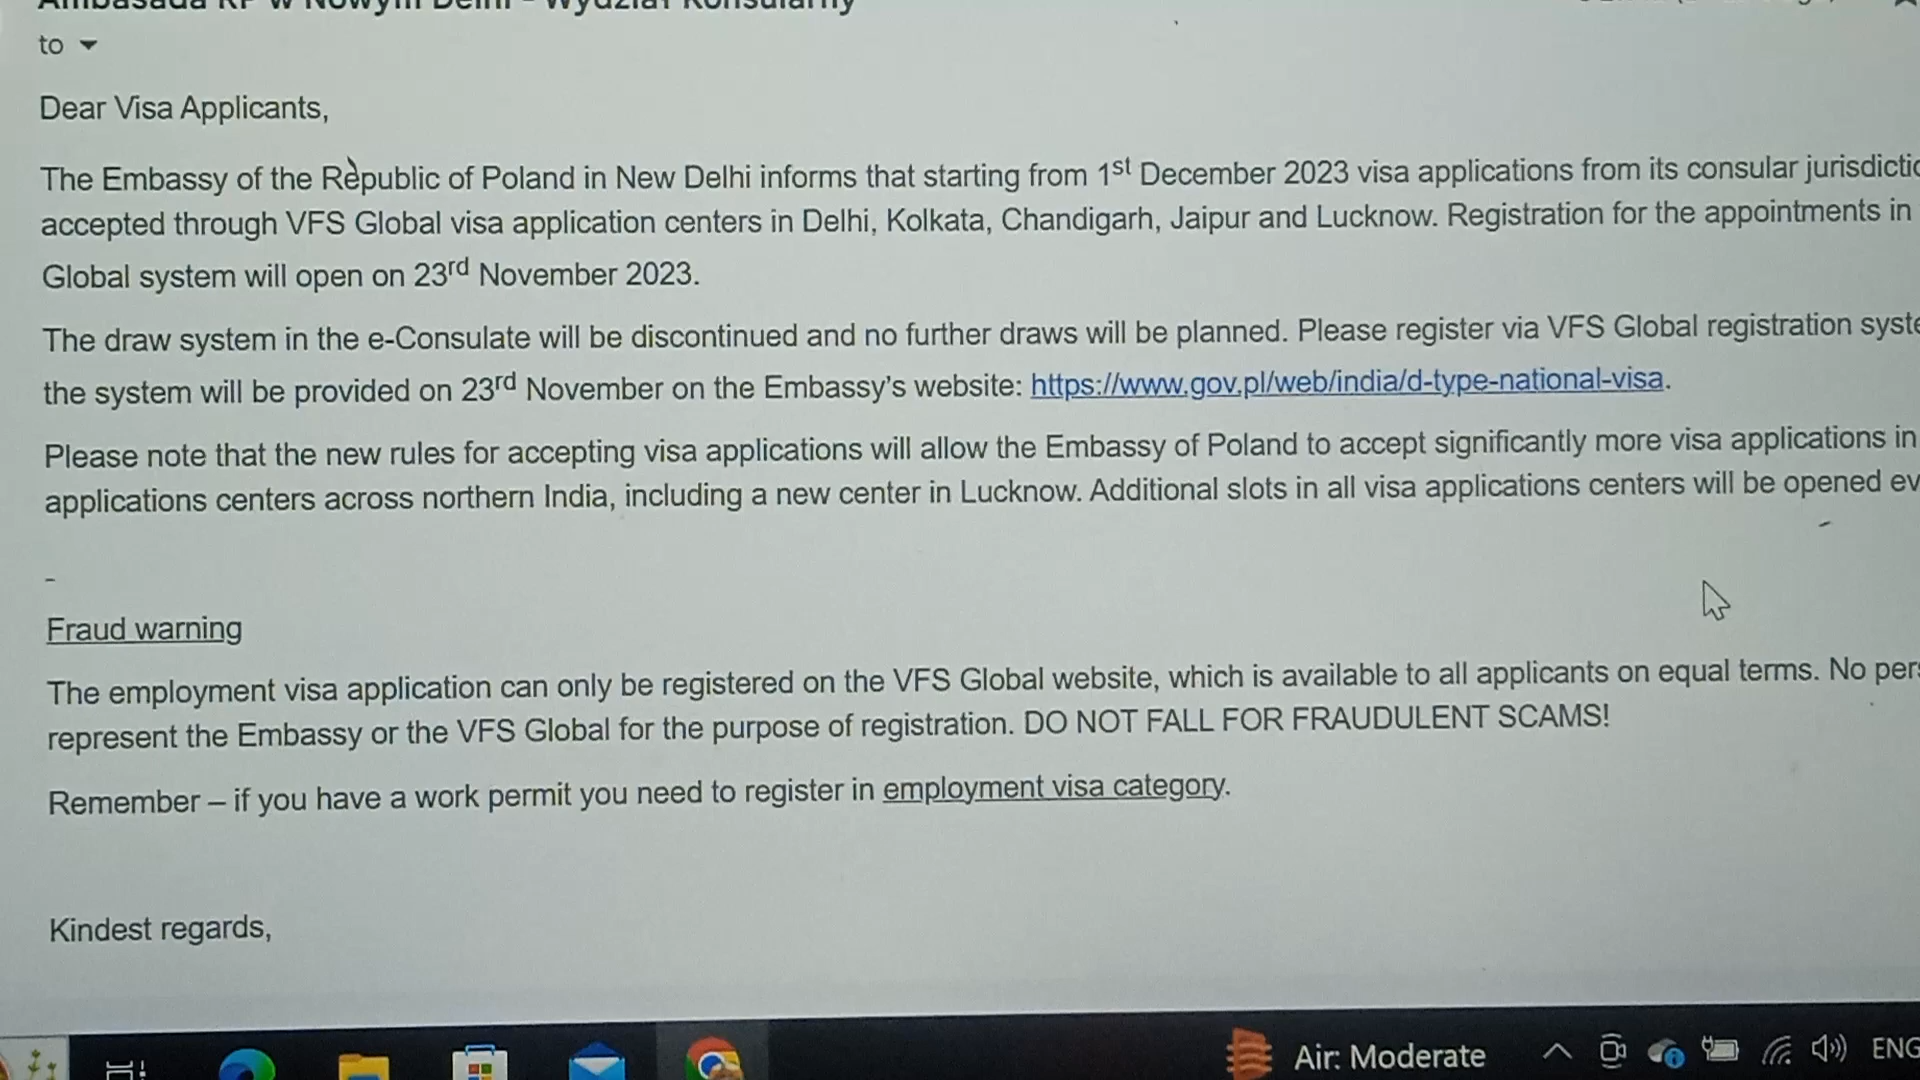 Ambasada RP w Nowym Delhi - Wydział Konsularny
to
Dear Visa Applicants,
The Embassy of the Republic of Poland in New Delhi informs that starting from 1st December 2023 visa applications from its consular
accepted through VFS Global visa application centers in Delhi, Kolkata, Chandigarh, Jaipur and Lucknow. Registration for the appointments in
Global system will open on 23rd November 2023.
The draw system in the e-Consulate will be discontinued and no further draws will be planned. Please register via VFS Global registration
the system will be provided on 23rd November on the Embassy's website: https://www.gov.pl/web/india/d-type-national-visa.
Please note that the new rules for accepting visa applications will allow the Embassy of Poland to accept significantly more visa applications in
applications centers across northern India, including a new center in Lucknow. Additional slots in all visa applications centers will be opened
-
Fraud warning
The employment visa application can only be registered on the VFS Global website, which is available to all applicants on equal terms. No
represent the Embassy or the VFS Global for the purpose of registration. DO NOT FALL FOR FRAUDULENT SCAMS!
Remember – if you have a work permit you need to register in employment visa category.
Kindest regards,
Air: Moderate
ENG